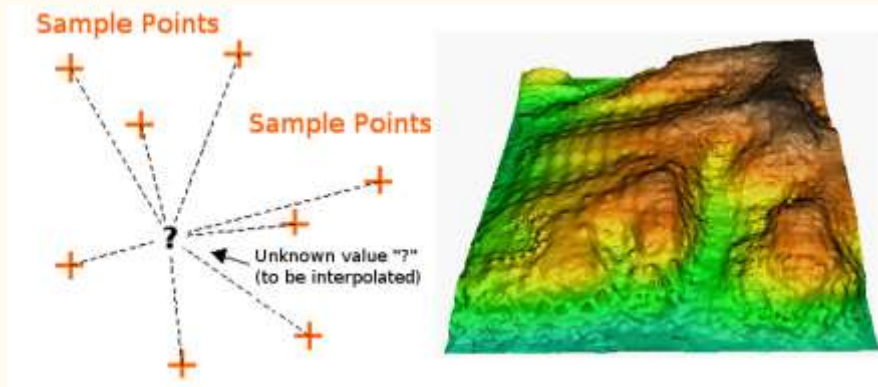 Sample Points
Sample Points
?
Unknown value "?"
(to be interpolated)